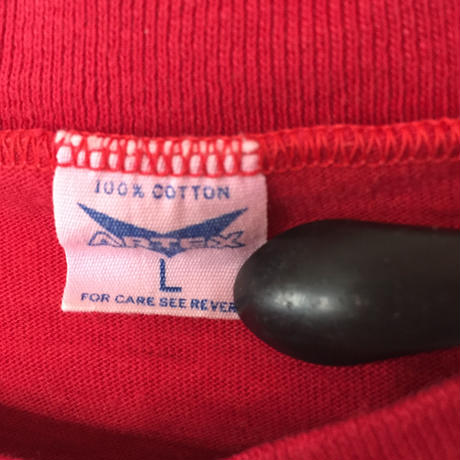 100% COTTON
ARTEX
L
FOR CARE SEE REVER